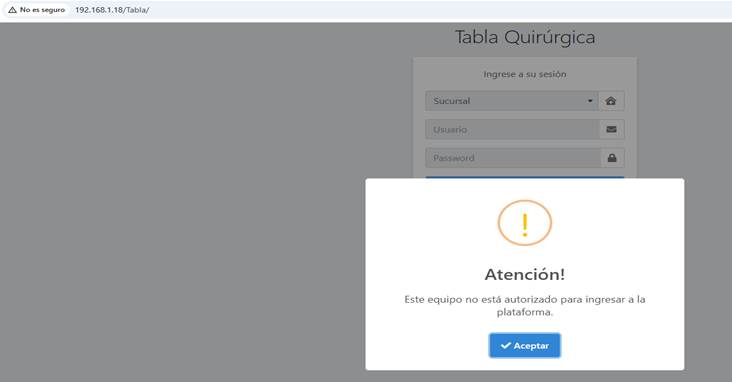 No es seguro 192.168.1.18/Tabla/
Tabla Quirúrgica
Ingrese a su sesión
Sucursal
Usuario
Password
!
Atención!
Este equipo no está autorizado para ingresar a la
plataforma.
Aceptar